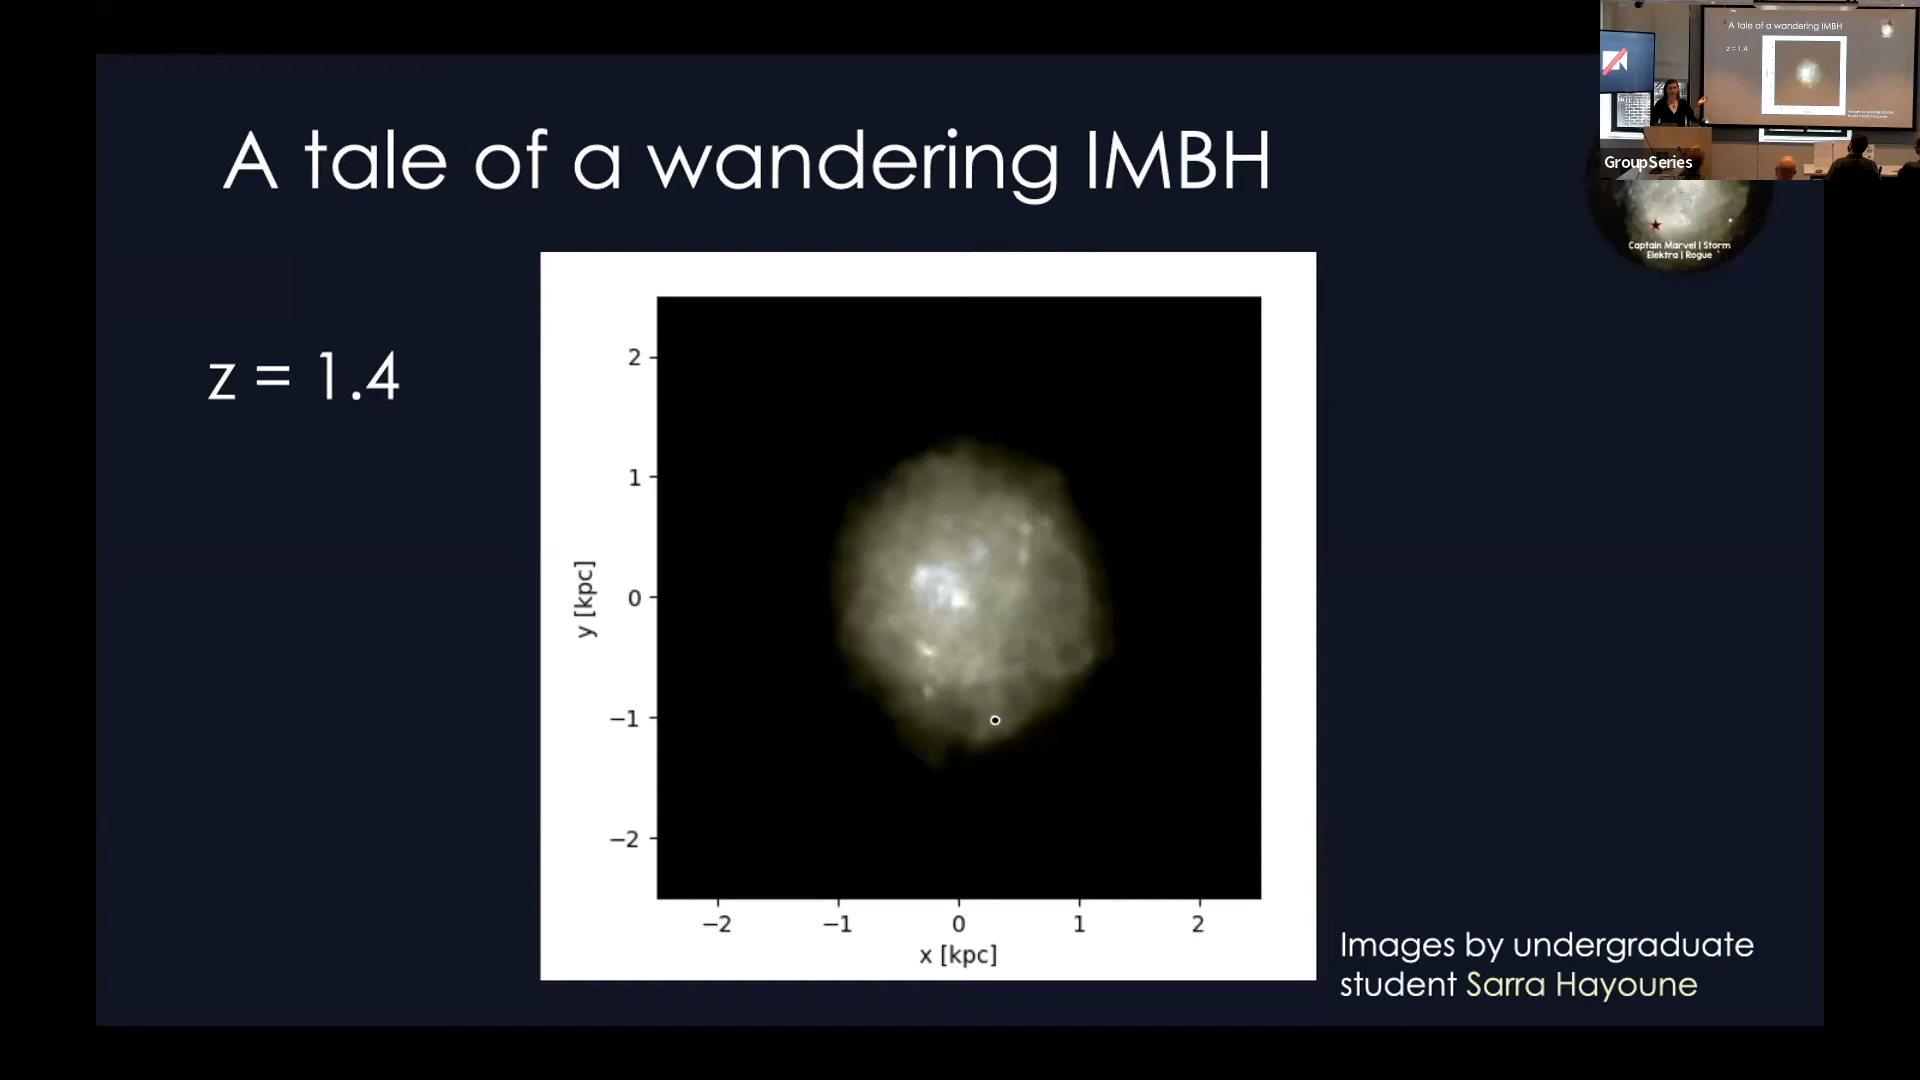 A tale of a wandering IMBH
z = 1.4
A tale of a wandering IMBH
z = 1.4
GroupSeries
Captain Marvel | Storm
Elektra | Rogue
2
1
0
−1
−2
y [kpc]
−2 −1 0 1 2
x [kpc]
Images by undergraduate
student Sarra Hayoune